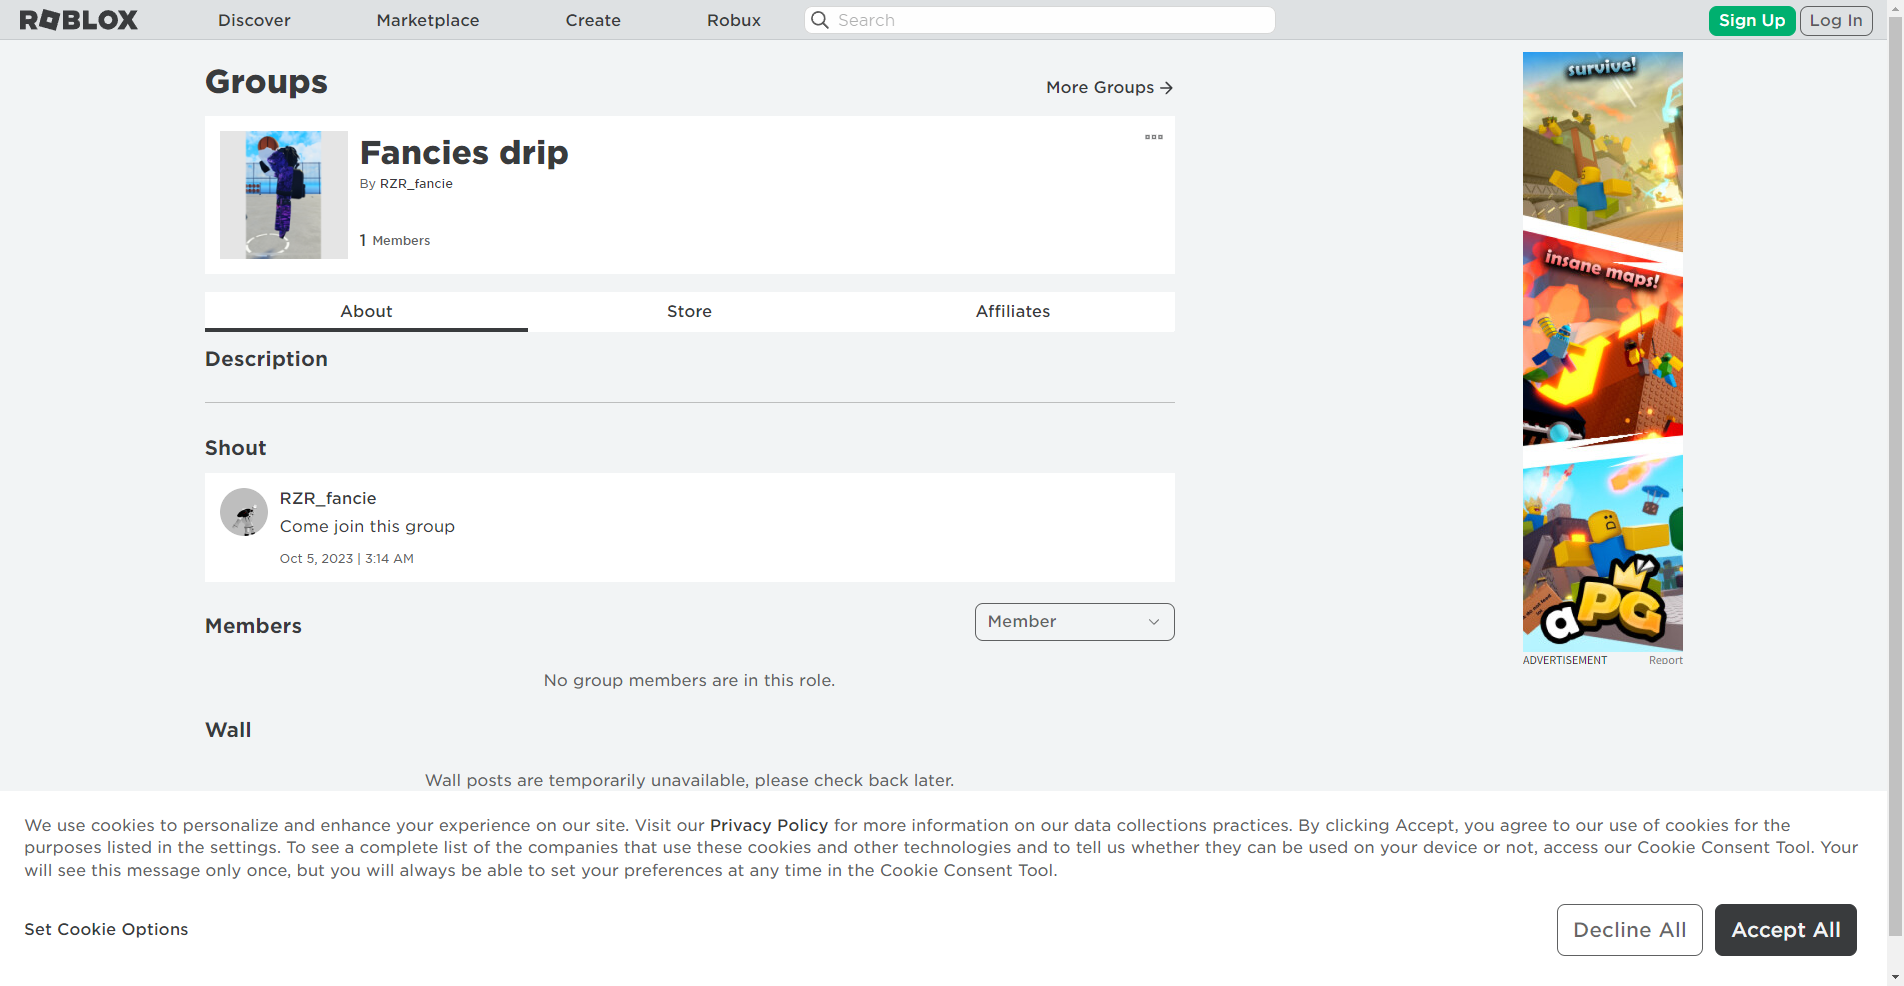 ROBLOX Discover Marketplace Create Robux Search Sign Up Log In
Groups
More Groups
Fancies drip
By RZR_fancie
1 Members
About Store Affiliates
Description
Shout
RZR_fancie
Come join this group
Oct 5, 2023 | 3:14 AM
Members
Member
No group members are in this role.
Wall
Wall posts are temporarily unavailable, please check back later.
survive!
insane maps!
aPG
ADVERTISEMENT Report
We use cookies to personalize and enhance your experience on our site. Visit our Privacy Policy for more information on our data collections practices. By clicking Accept, you agree to our use of cookies for the
purposes listed in the settings. To see a complete list of the companies that use these cookies and other technologies and to tell us whether they can be used on your device or not, access our Cookie Consent Tool. Your
will see this message only once, but you will always be able to set your preferences at any time in the Cookie Consent Tool.
Set Cookie Options
Decline All
Accept All